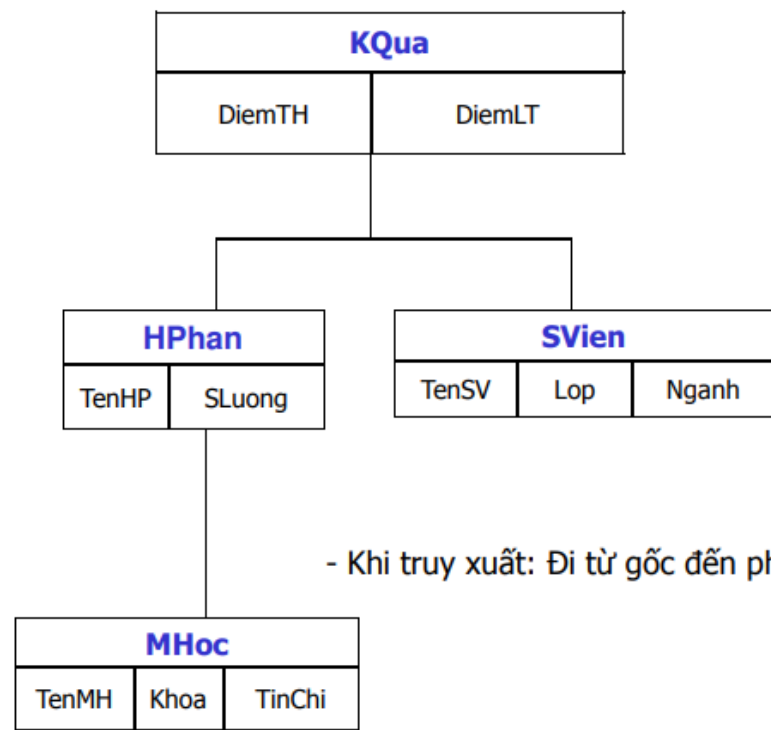 KQua
DiemTH DiemLT
HPhan SVien
TenHP SLuong TenSV Lop Nganh
- Khi truy xuất: Đi từ gốc đến
MHoc
TenMH Khoa TinChi